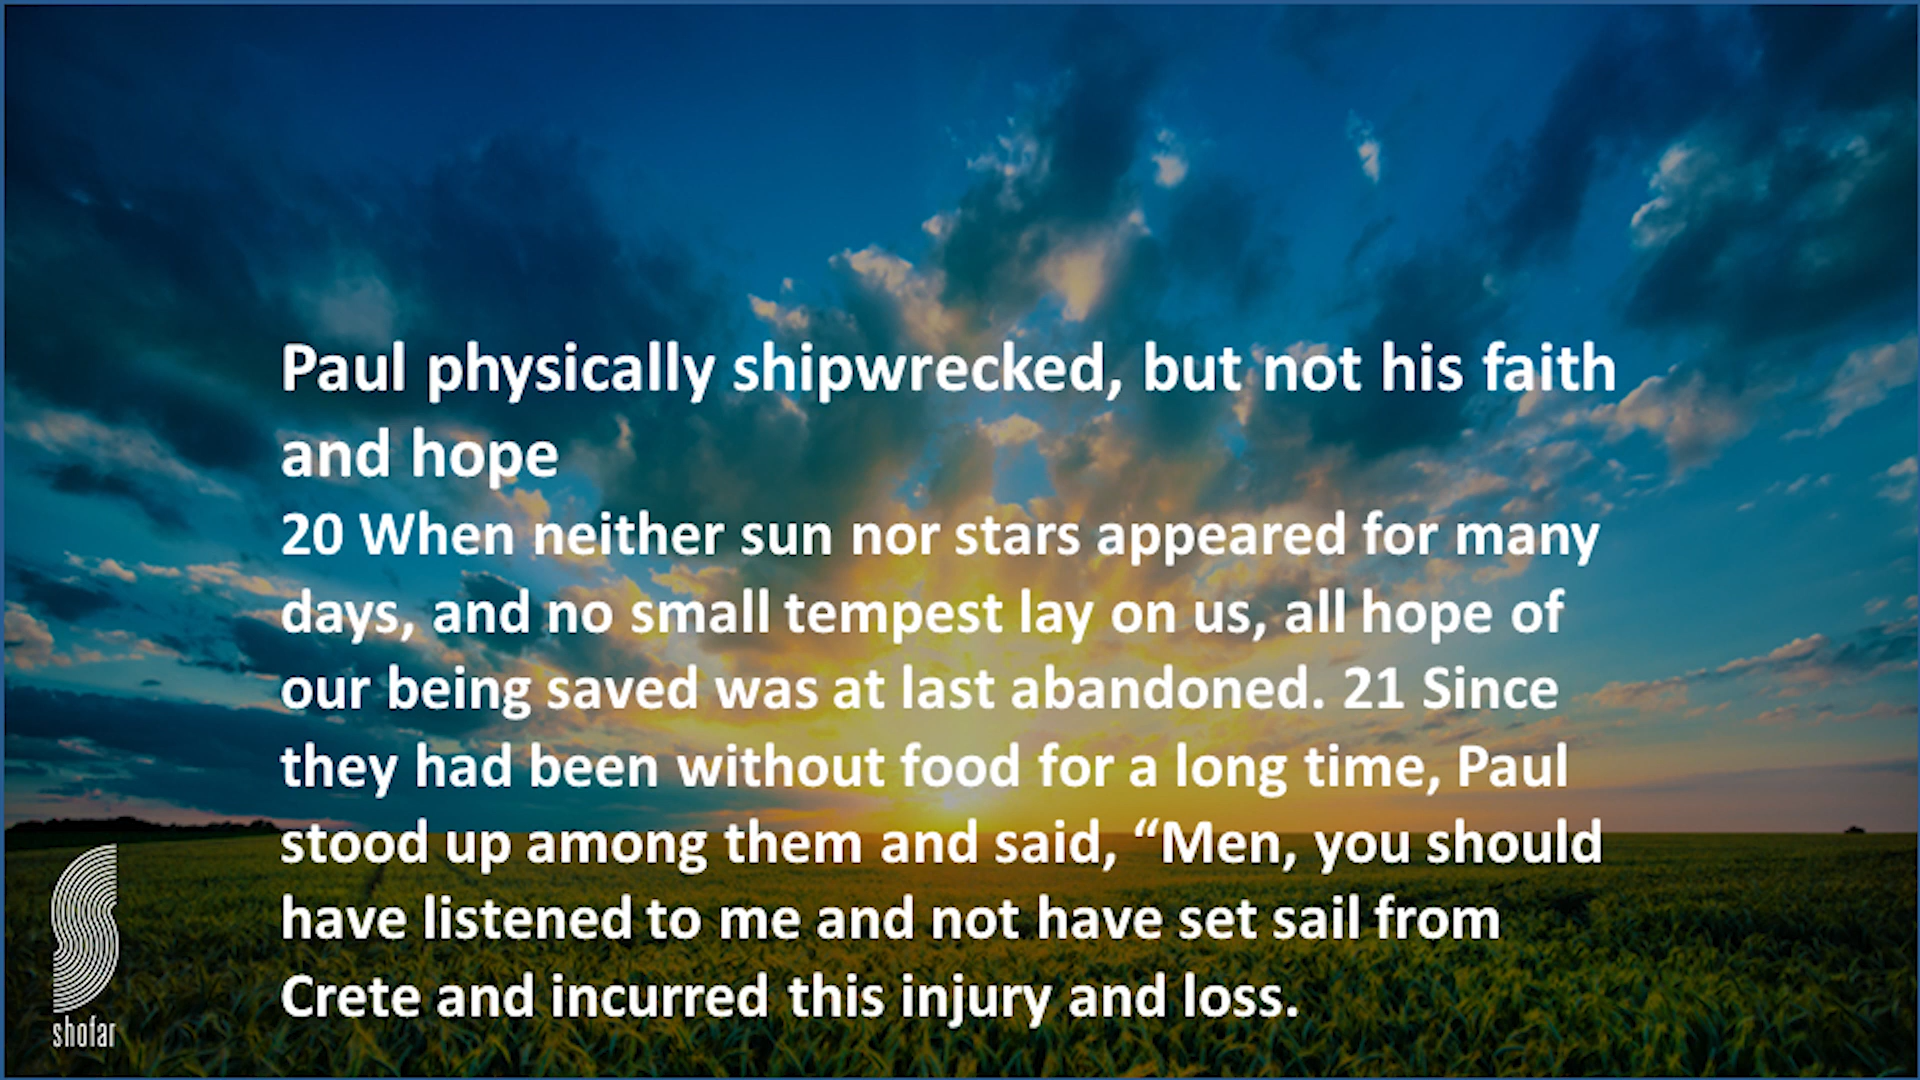 Paul physically shipwrecked, but not his faith
and hope
20 When neither sun nor stars appeared for many
days, and no small tempest lay on us, all hope of
our being saved was at last abandoned. 21 Since
they had been without food for a long time, Paul
stood up among them and said, “Men, you should
have listened to me and not have set sail from
Crete and incurred this injury and loss.
shofar